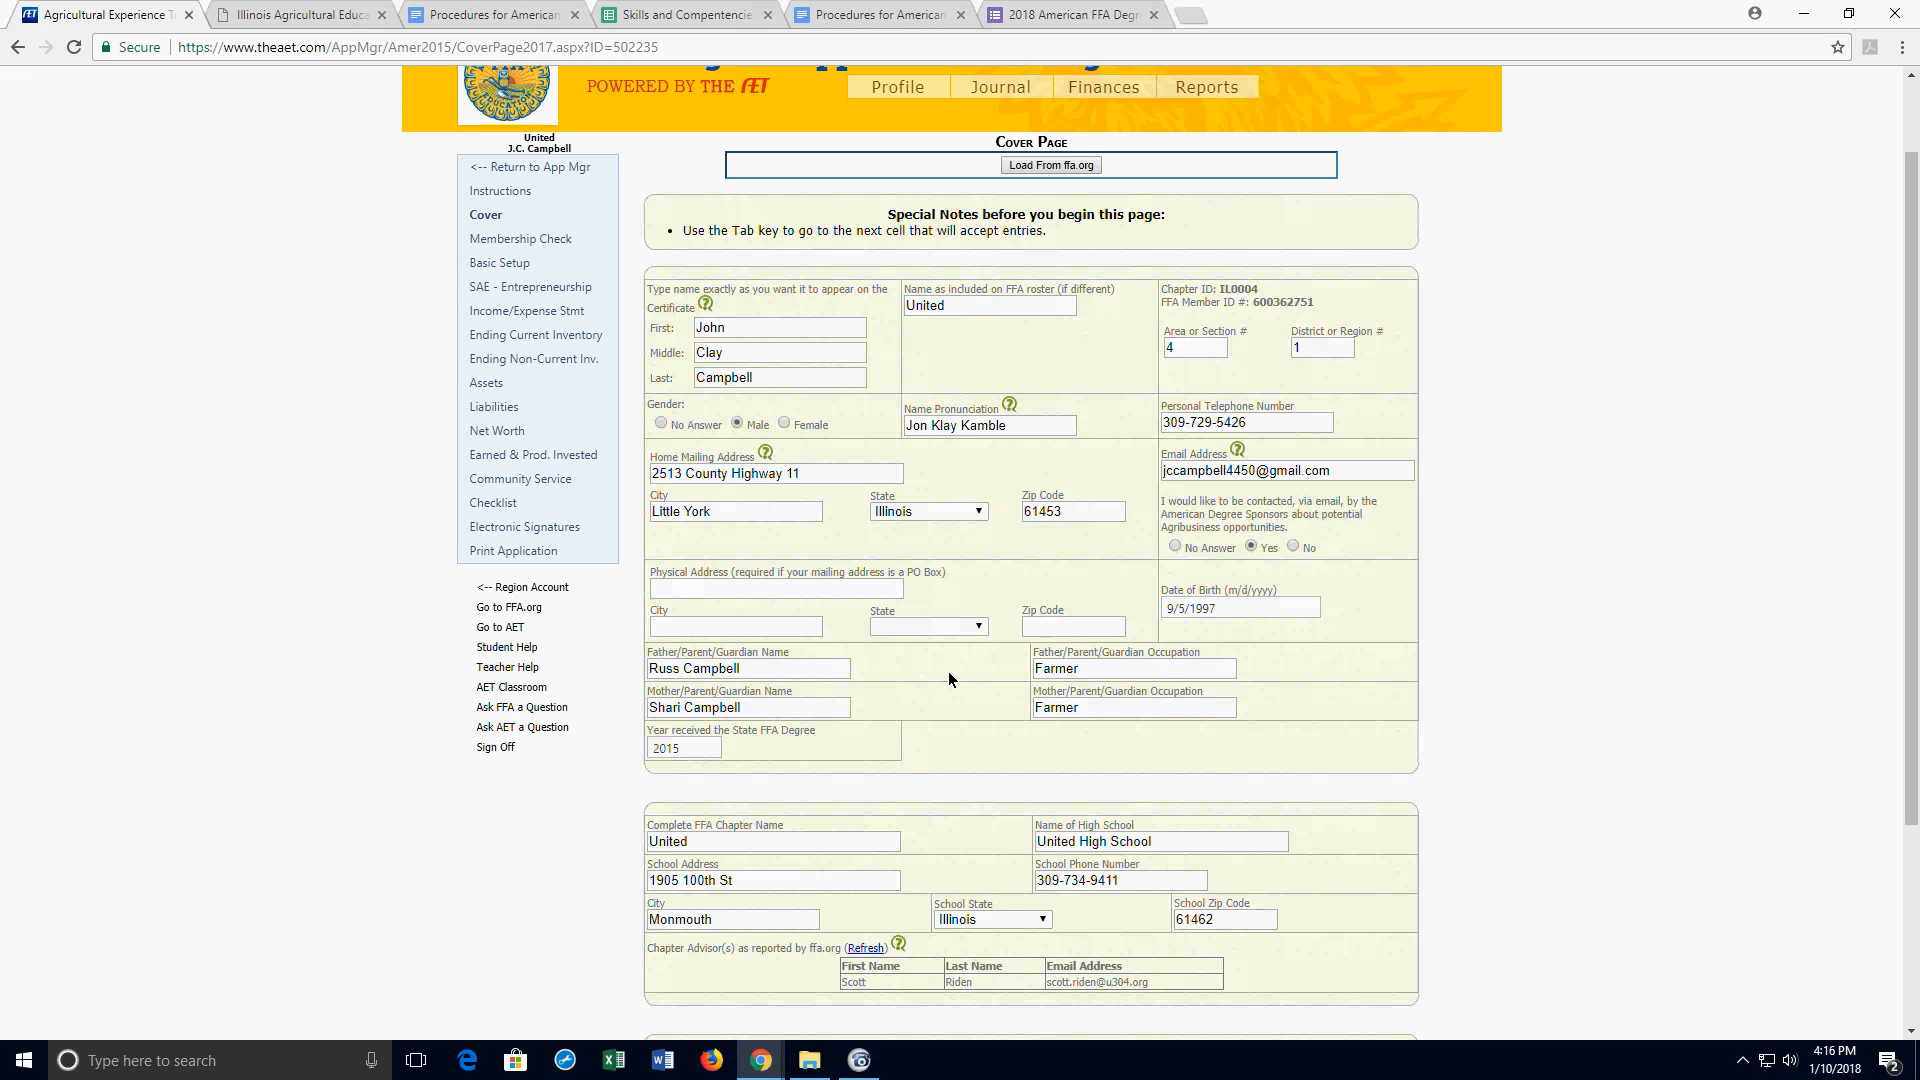 Agricultural Experience T
Illinois Agricultural Educa
Procedures for American
Skills and Competencie
Procedures for American
2018 American FFA Degr
Secure
https://www.theaet.com/AppMgr/Amer2015/CoverPage2017.aspx?ID=502235
EDUCATION
POWERED BY THE AET
Profile
Journal
Finances
Reports
United
J.C. Campbell
<-- Return to App Mgr
Instructions
Cover
Membership Check
Basic Setup
SAE - Entrepreneurship
Income/Expense Stmt
Ending Current Inventory
Ending Non-Current Inv.
Assets
Liabilities
Net Worth
Earned & Prod. Invested
Community Service
Checklist
Electronic Signatures
Print Application
<-- Region Account
Go to FFA.org
Go to AET
Student Help
Teacher Help
AET Classroom
Ask FFA a Question
Ask AET a Question
Sign Off
COVER PAGE
Load From ffa.org
Special Notes before you begin this page:
• Use the Tab key to go to the next cell that will accept entries.
Type name exactly as you want it to appear on the
Certificate ?
First: John
Middle: Clay
Last: Campbell
Name as included on FFA roster (if different)
United
Chapter ID: IL0004
FFA Member ID #: 600362751
Area or Section #
4
District or Region #
1
Gender:
No Answer Male Female
Name Pronunciation ?
Jon Klay Kamble
Personal Telephone Number
309-729-5426
Home Mailing Address ?
2513 County Highway 11
City
Little York
State
Illinois
Zip Code
61453
Email Address ?
jccampbell4450@gmail.com
I would like to be contacted, via email, by the
American Degree Sponsors about potential
Agribusiness opportunities.
No Answer Yes No
Physical Address (required if your mailing address is a PO Box)
City
State
Zip Code
Date of Birth (m/d/yyyy)
9/5/1997
Father/Parent/Guardian Name
Russ Campbell
Father/Parent/Guardian Occupation
Farmer
Mother/Parent/Guardian Name
Shari Campbell
Mother/Parent/Guardian Occupation
Farmer
Year received the State FFA Degree
2015
Complete FFA Chapter Name
United
Name of High School
United High School
School Address
1905 100th St
School Phone Number
309-734-9411
City
Monmouth
School State
Illinois
School Zip Code
61462
Chapter Advisor(s) as reported by ffa.org (Refresh) ?
First Name Last Name Email Address
Scott Riden scott.riden@u304.org
Type here to search
4:16 PM
1/10/2018
2